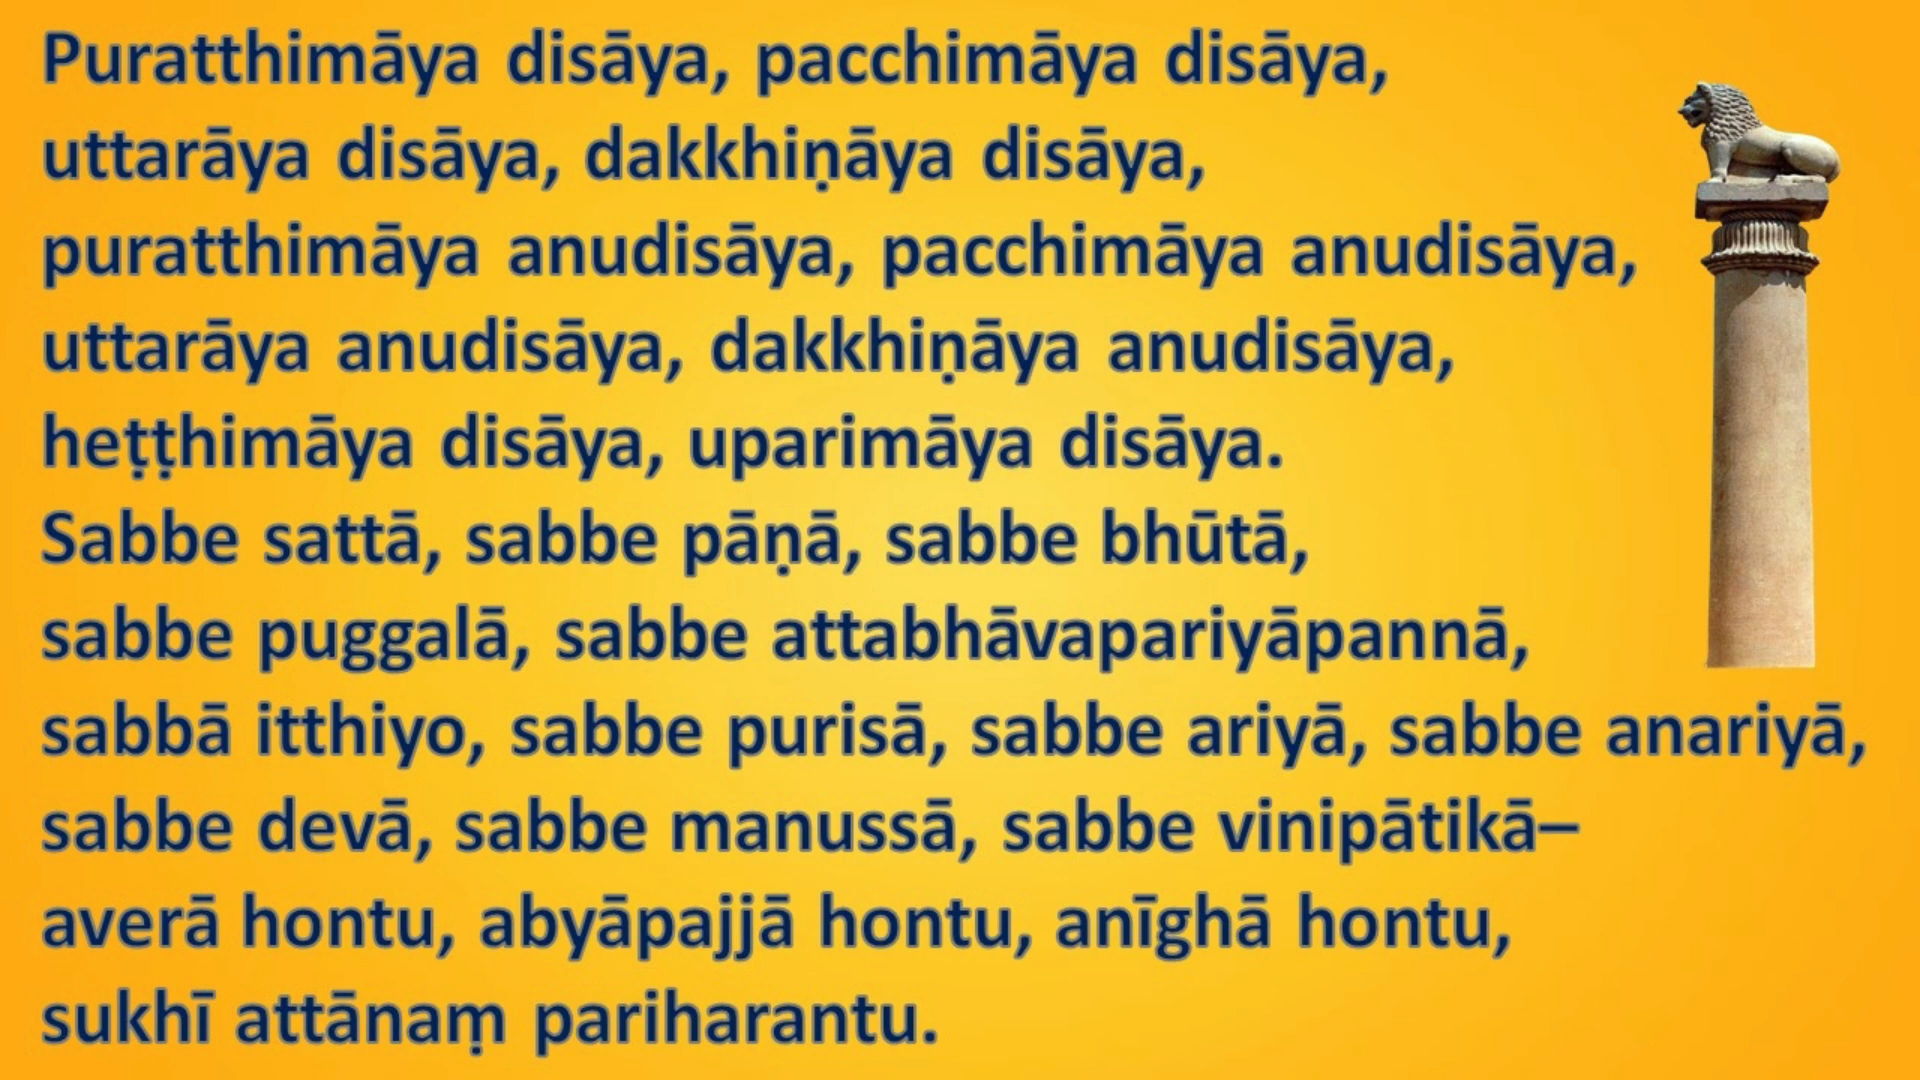 Puratthimāya disāya, pacchimāya disāya,
uttarāya disāya, dakkhiṇāya disāya,
puratthimāya anudisāya, pacchimāya anudisāya,
uttarāya anudisāya, dakkhiṇāya anudisāya,
heṭṭhimāya disāya, uparimāya disāya.
Sabbe sattā, sabbe pāṇā, sabbe bhūtā,
sabbe puggalā, sabbe attabhāvapariyāpannā,
sabbā itthiyo, sabbe purisā, sabbe ariyā, sabbe anariyā,
sabbe devā, sabbe manussā, sabbe vinipātikā–
averā hontu, abyāpajjā hontu, anīghā hontu,
sukhī attānaṃ pariharantu.